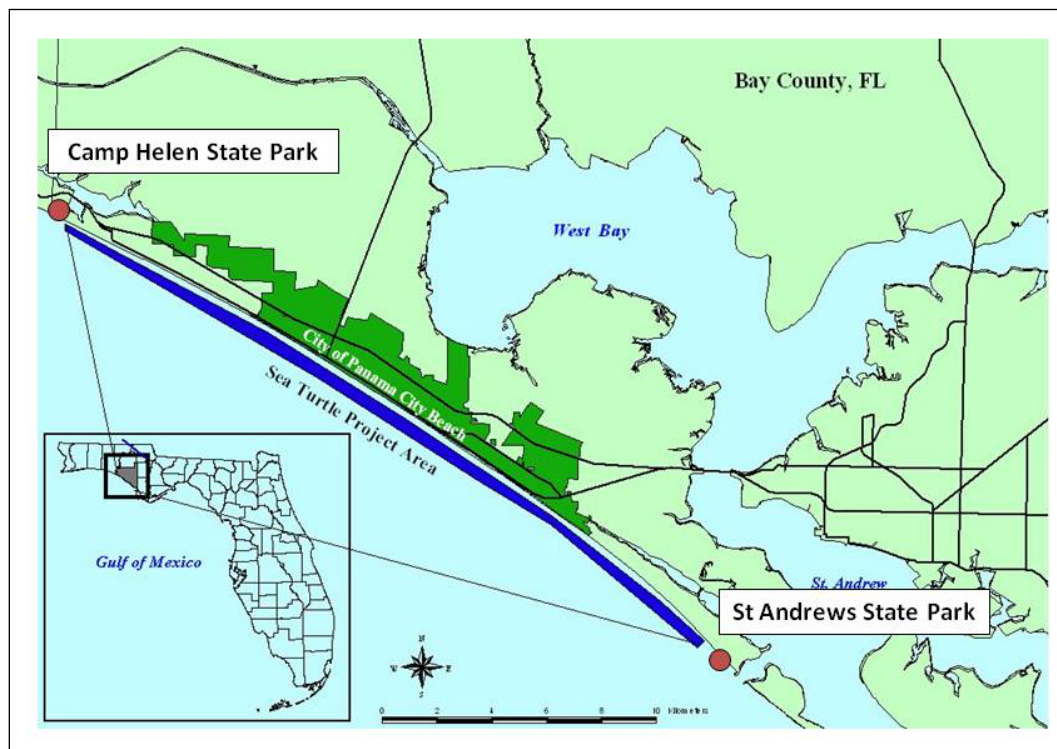 Bay County, FL
Camp Helen State Park
West Bay
City of Panama City Beach
Sea Turtle Project Area
Gulf of Mexico
St. Andrew
St Andrews State Park
N
W E
S
0 2 4 6 8 10 Kilometers